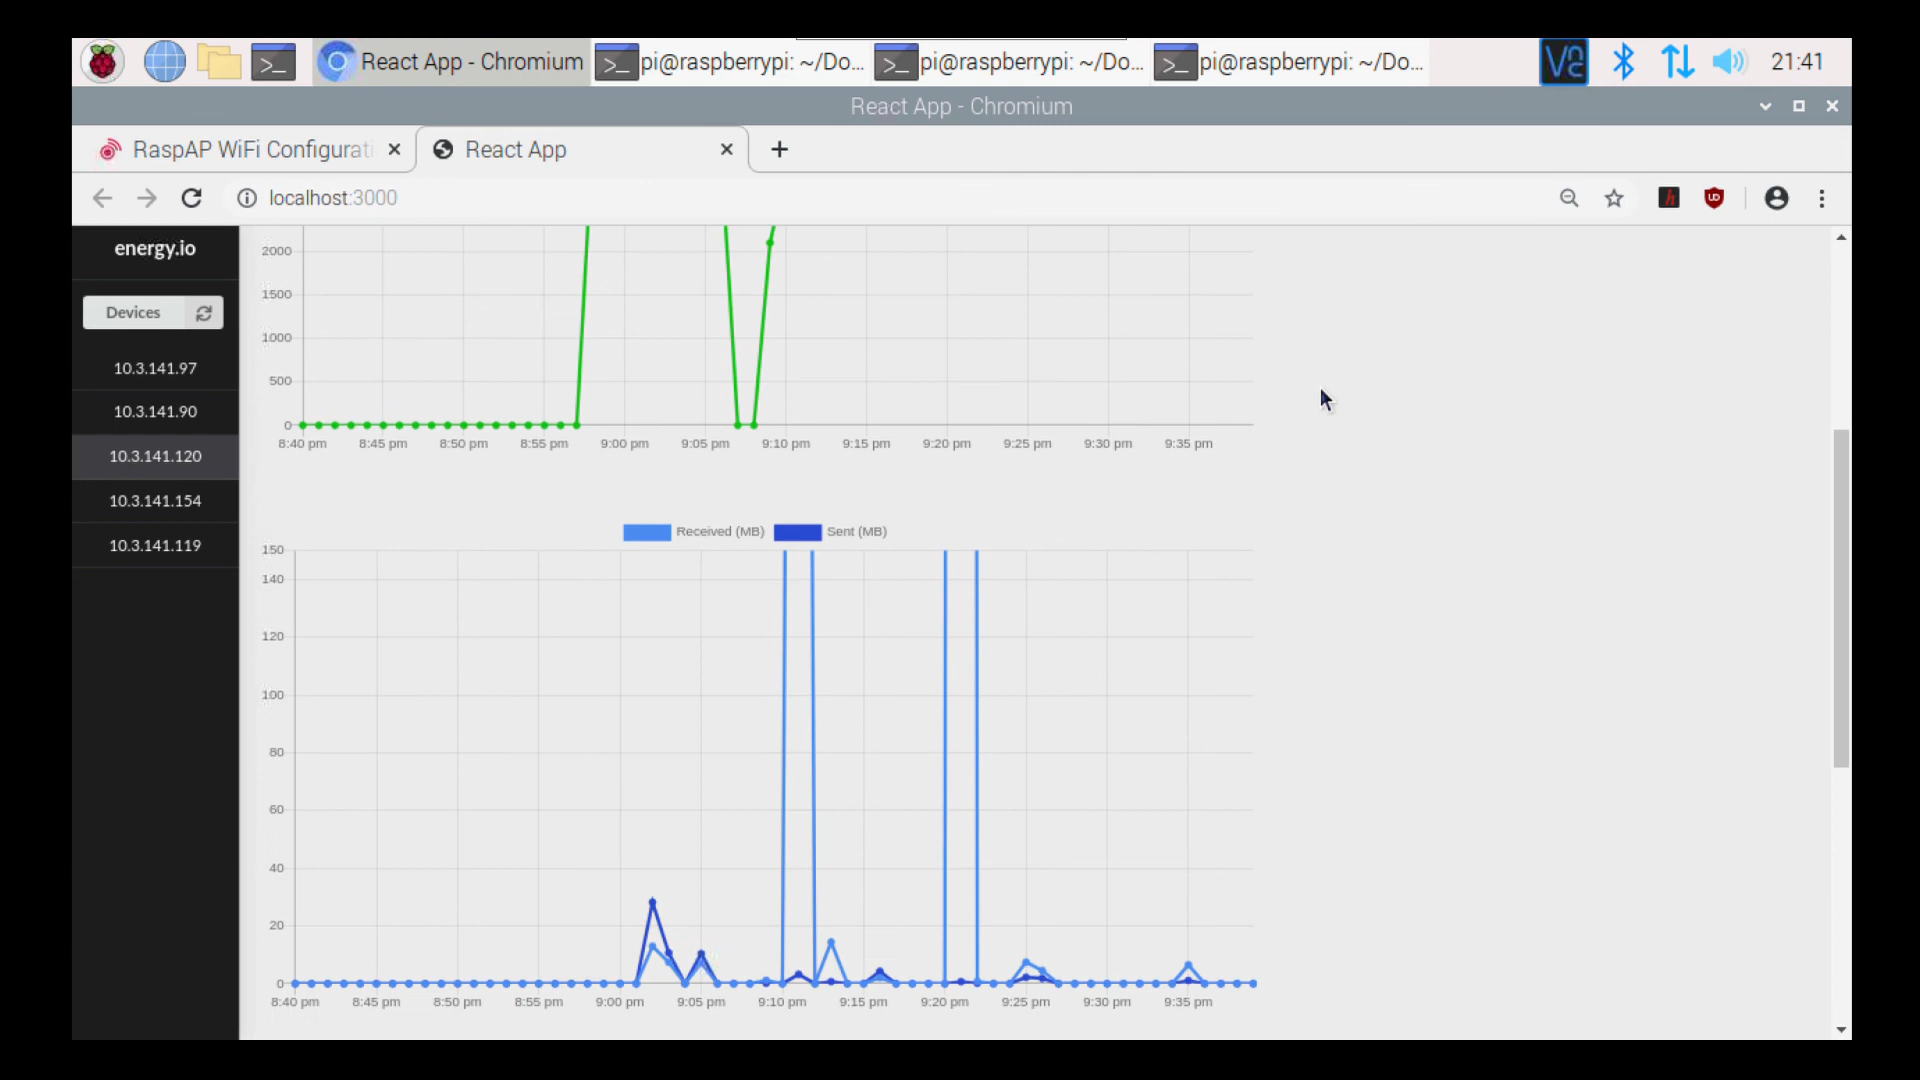 React App - Chromium
pi@raspberrypi: ~/Do...
pi@raspberrypi: ~/Do...
pi@raspberrypi: ~/Do...
21:41
React App - Chromium
RaspAP WiFi Configurati
React App
localhost:3000
energy.io
Devices
10.3.141.97
10.3.141.90
10.3.141.120
10.3.141.154
10.3.141.119
2000
1500
1000
500
0
8:40 pm 8:45 pm 8:50 pm 8:55 pm 9:00 pm 9:05 pm 9:10 pm 9:15 pm 9:20 pm 9:25 pm 9:30 pm 9:35 pm
Received (MB) Sent (MB)
150
140
120
100
80
60
40
20
0
8:40 pm 8:45 pm 8:50 pm 8:55 pm 9:00 pm 9:05 pm 9:10 pm 9:15 pm 9:20 pm 9:25 pm 9:30 pm 9:35 pm